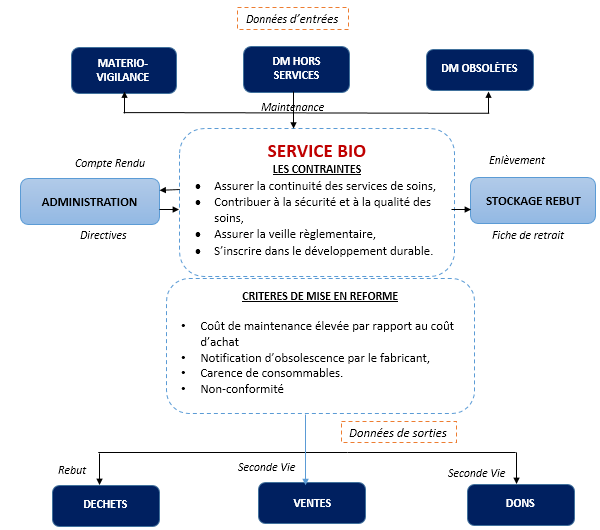 Données d'entrées
MATERIO-
VIGILANCE
DM HORS
SERVICES
DM OBSOLÈTES
Maintenance
SERVICE BIO
LES CONTRAINTES
• Assurer la continuité des services de soins,
• Contribuer à la sécurité et à la qualité des
soins,
• Assurer la veille règlementaire,
• S'inscrire dans le développement durable.
Compte Rendu
ADMINISTRATION
Directives
Enlèvement
STOCKAGE REBUT
Fiche de retrait
CRITERES DE MISE EN REFORME
• Coût de maintenance élevée par rapport au coût
d'achat
• Notification d'obsolescence par le fabricant,
• Carence de consommables.
• Non-conformité
Données de sorties
Rebut
Seconde Vie
Seconde Vie
DECHETS
VENTES
DONS